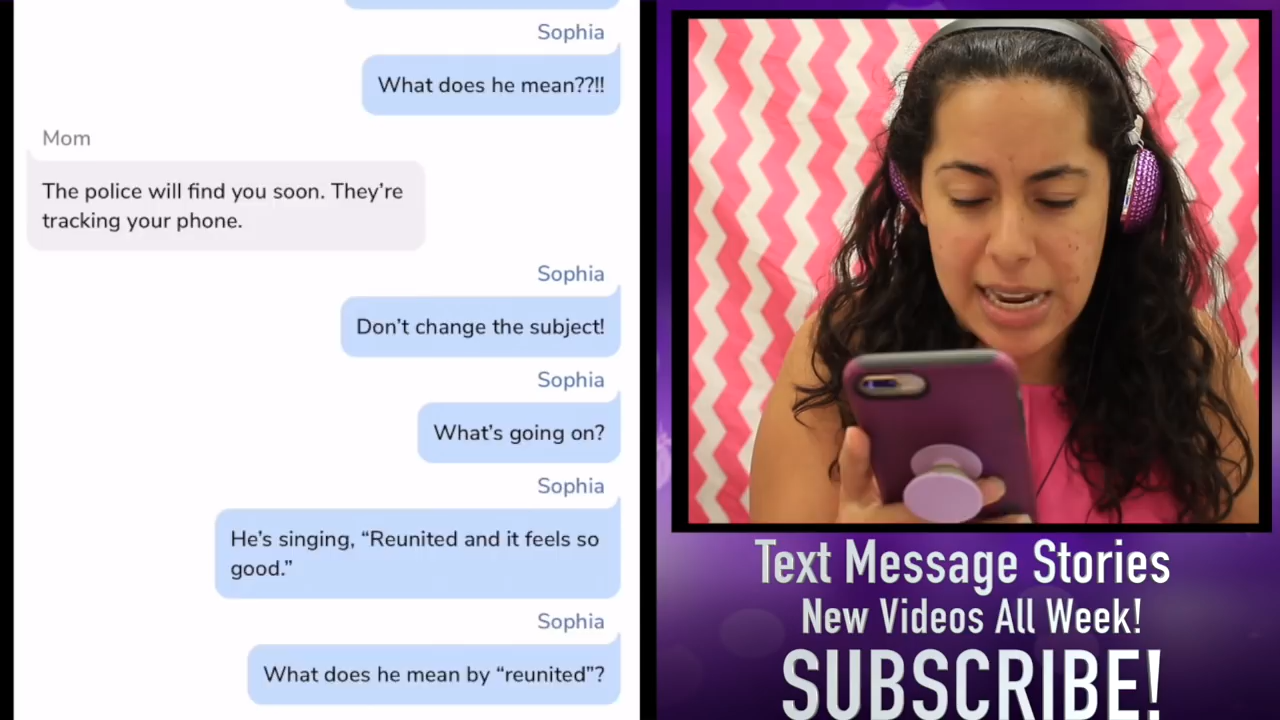 Sophia
What does he mean??!!
Mom
The police will find you soon. They’re
tracking your phone.
Sophia
Don’t change the subject!
Sophia
What’s going on?
Sophia
He’s singing, “Reunited and it feels so
good.”
Sophia
What does he mean by “reunited”?
Text Message Stories
New Videos All Week!
SUBSCRIBE!